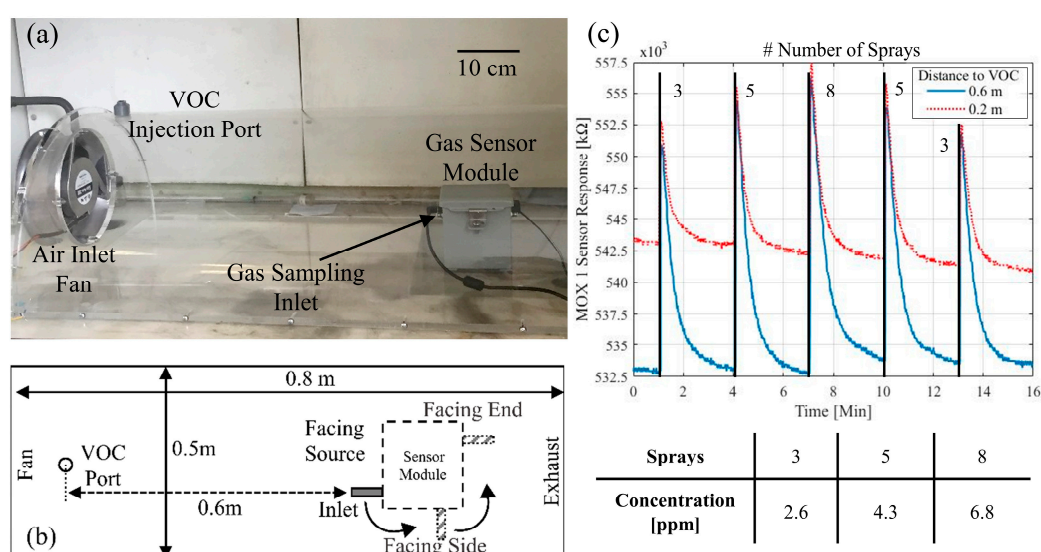 (a)
10 cm
VOC
Injection Port
Gas Sensor
Module
Air Inlet
Fan
Gas Sampling
Inlet
0.8 m
Facing End
Facing
Source
VOC
Port
Sensor
Module
Fan
0.5m
Exhaust
0.6m
Inlet
(b)
Facing Side
(c)
# Number of Sprays
x10³
557.5
555
552.5
550
547.5
545
542.5
540
537.5
535
532.5
MOX 1 Sensor Response [kΩ]
3
5
8
5
3
Distance to VOC
0.6 m
0.2 m
0 2 4 6 8 10 12 14 16
Time [Min]
Sprays 3 5 8
Concentration
[ppm] 2.6 4.3 6.8